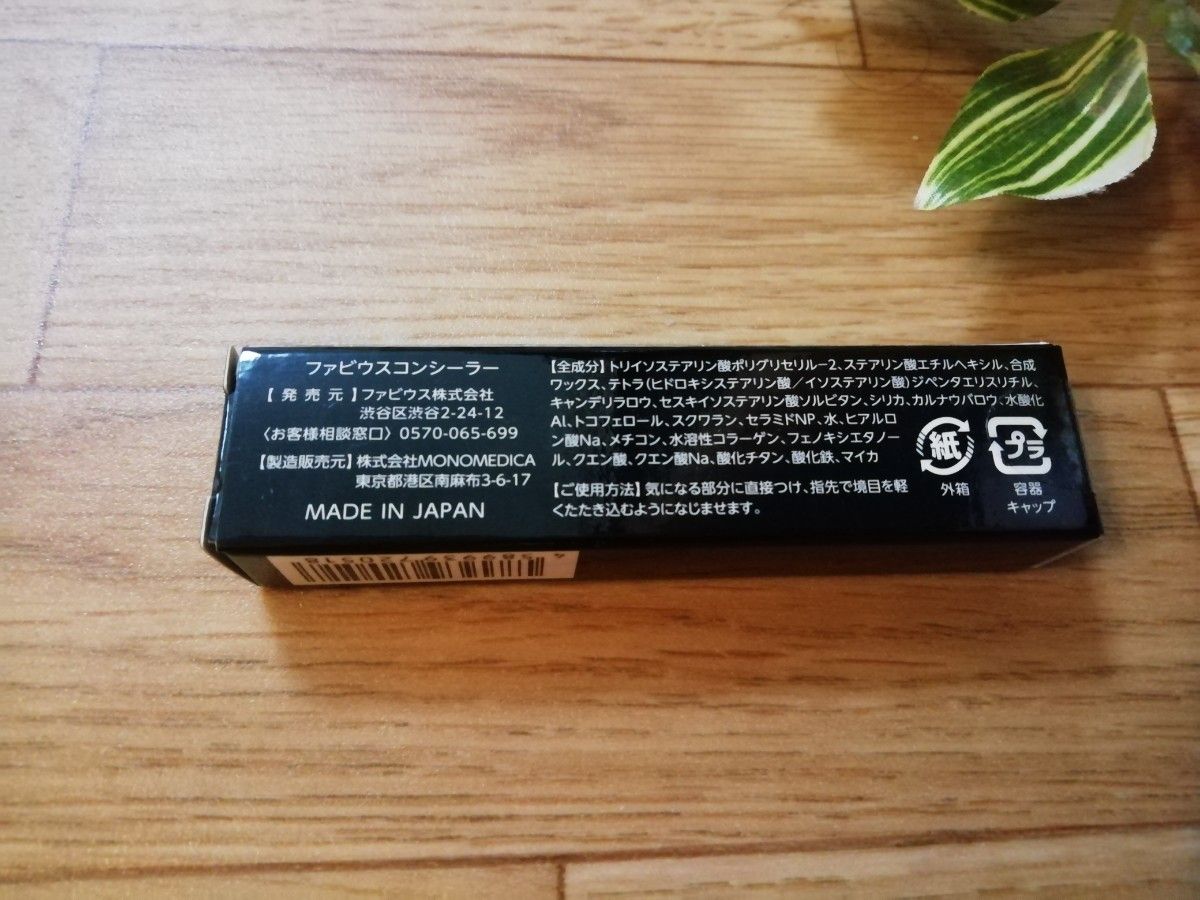 ファビウスコンシーラー
【発売元】ファビウス株式会社
渋谷区渋谷2-24-12
〈お客様相談窓口〉0570-065-699
【製造販売元】株式会社MONOMEDICA
東京都港区南麻布3-6-17
MADE IN JAPAN
【全成分】トリイソステアリン酸ポリグリセリル-2、ステアリン酸エチルヘキシル、合成
ワックス、テトラ(ヒドロキシステアリン酸／イソステアリン酸)ジペンタエリスリチル、
キャンデリラロウ、セスキイソステアリン酸ソルビタン、シリカ、カルナウバロウ、水酸化
Al、トコフェロール、スクワラン、セラミドNP、水、ヒアルロ
ン酸Na、メチコン、水溶性コラーゲン、フェノキシエタノー
ル、クエン酸、クエン酸Na、酸化チタン、酸化鉄、マイカ
【ご使用方法】気になる部分に直接つけ、指先で境目を軽
くたたき込むようになじませます。
紙
外箱
プラ
容器
キャップ